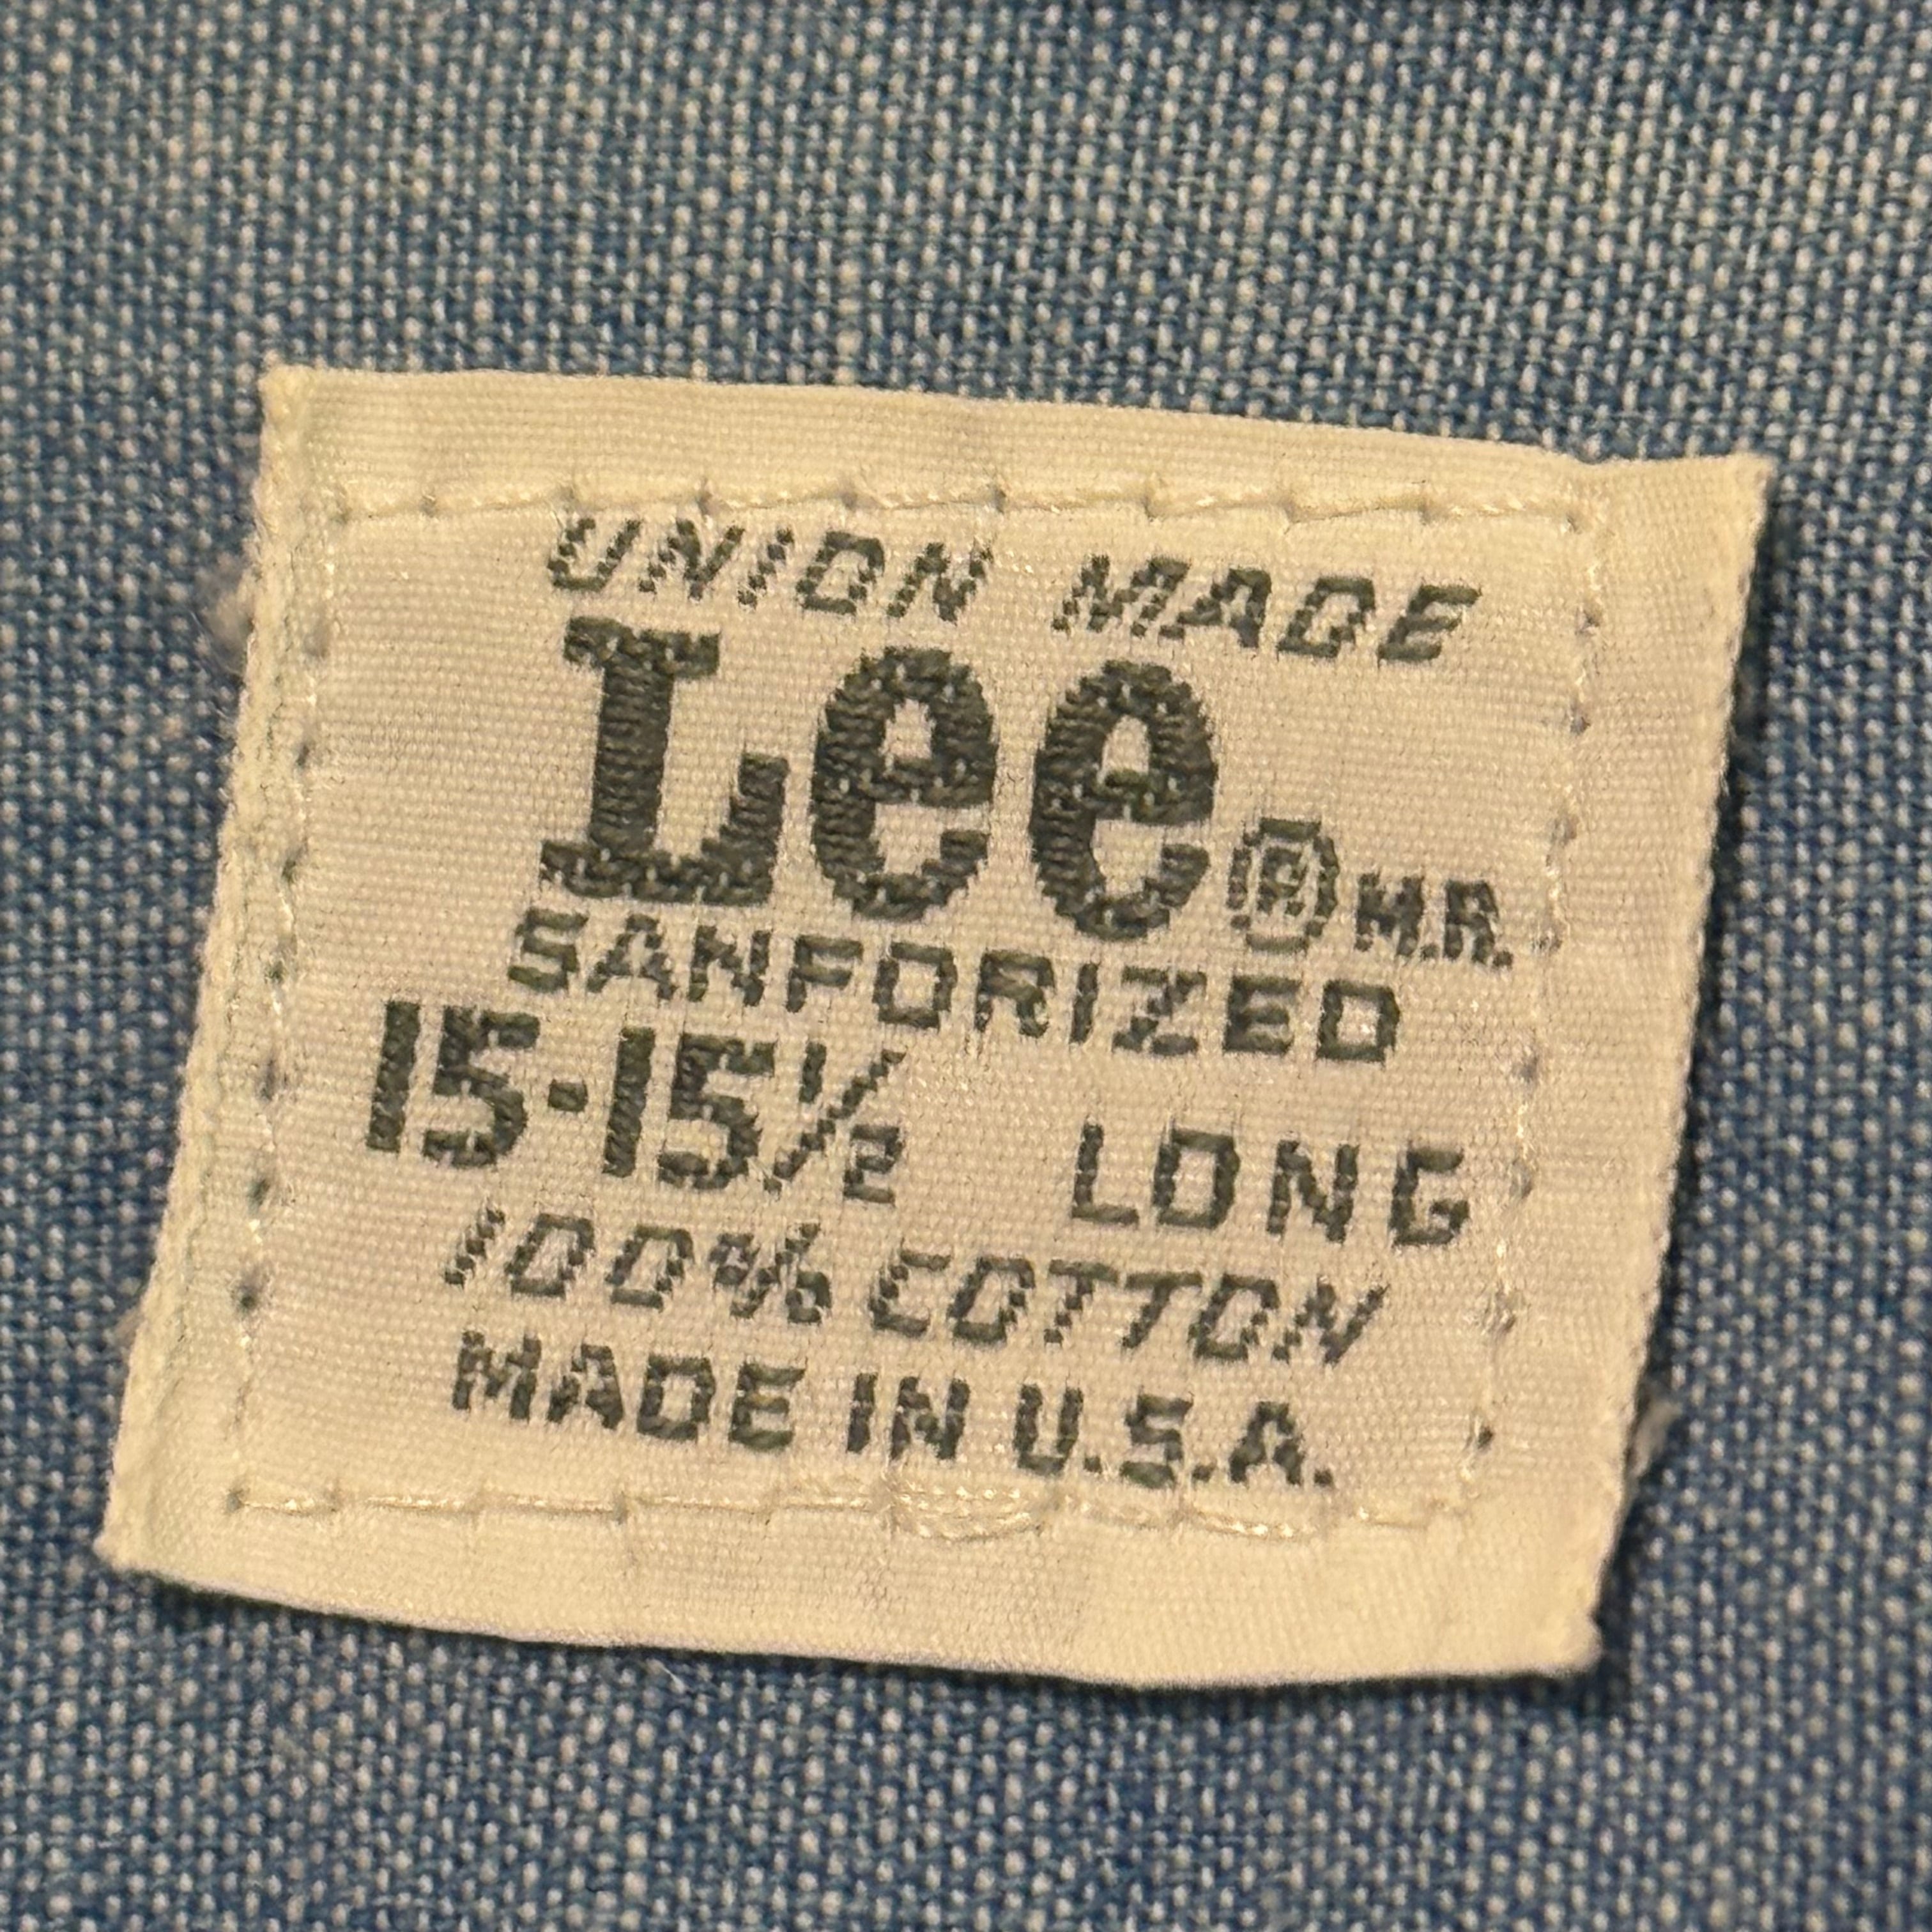 UNION MADE
Lee® M.R.
SANFORIZED
15-15½ LONG
100% COTTON
MADE IN U.S.A.